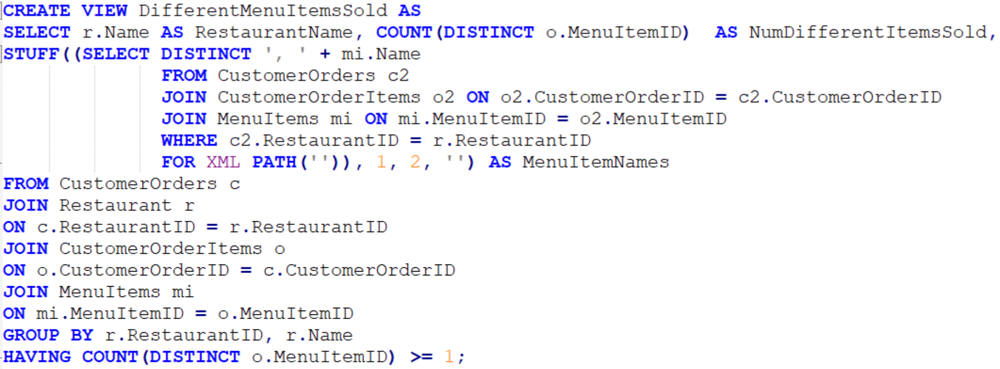 CREATE VIEW DifferentMenuItemsSold AS
SELECT r.Name AS RestaurantName, COUNT(DISTINCT o.MenuItemID)  AS NumDifferentItemsSold,
STUFF((SELECT DISTINCT ', ' + mi.Name
              FROM CustomerOrders c2
              JOIN CustomerOrderItems o2 ON o2.CustomerOrderID = c2.CustomerOrderID
              JOIN MenuItems mi ON mi.MenuItemID = o2.MenuItemID
              WHERE c2.RestaurantID = r.RestaurantID
              FOR XML PATH('')), 1, 2, '') AS MenuItemNames
FROM CustomerOrders c
JOIN Restaurant r
ON c.RestaurantID = r.RestaurantID
JOIN CustomerOrderItems o
ON o.CustomerOrderID = c.CustomerOrderID
JOIN MenuItems mi
ON mi.MenuItemID = o.MenuItemID
GROUP BY r.RestaurantID, r.Name
HAVING COUNT(DISTINCT o.MenuItemID) >= 1;